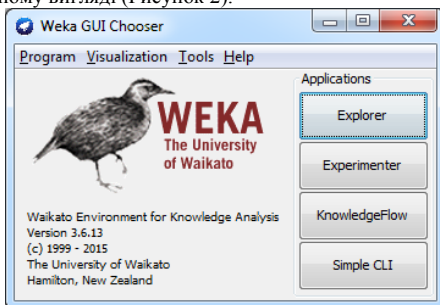 ному вигляді (Рисунок 2).
Weka GUI Chooser
Program Visualization Tools Help
Applications
WEKA
The University
of Waikato
Explorer
Experimenter
KnowledgeFlow
Simple CLI
Waikato Environment for Knowledge Analysis
Version 3.6.13
(c) 1999 - 2015
The University of Waikato
Hamilton, New Zealand